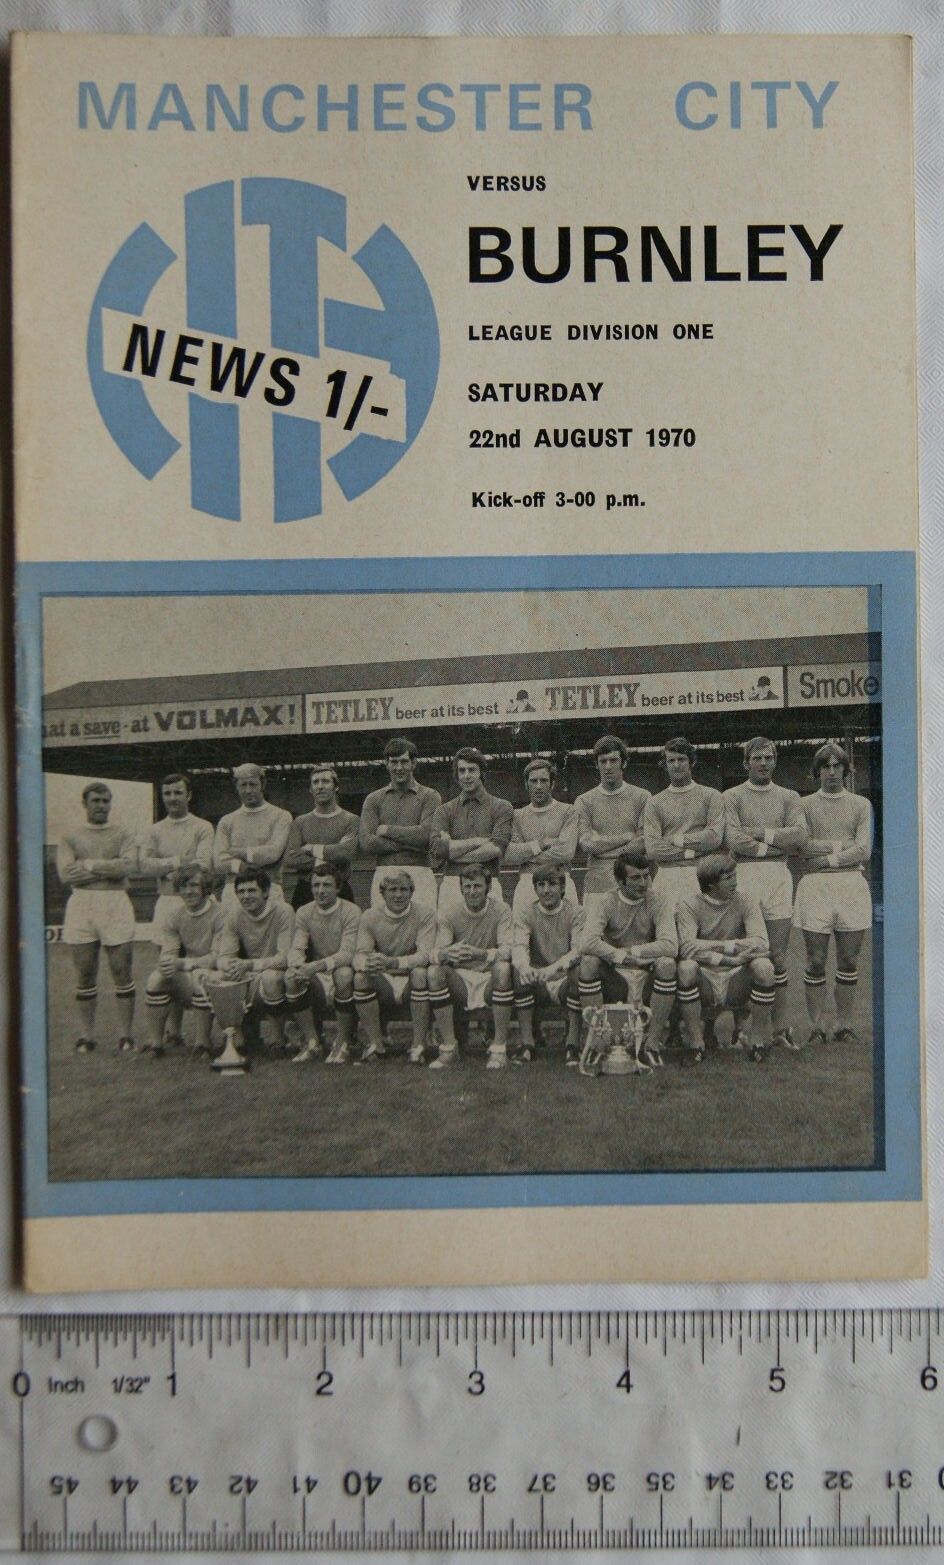 MANCHESTER CITY
CITY
NEWS 1/-
VERSUS
BURNLEY
LEAGUE DIVISION ONE
SATURDAY
22nd AUGUST 1970
Kick-off 3-00 p.m.
at a save - at VOLMAX! TETLEY beer at its best TETLEY beer at its best Smoke
0 Inch 1/32" 1 2 3 4 5 6
45 44 43 42 41 40 39 38 37 36 35 34 33 32 31